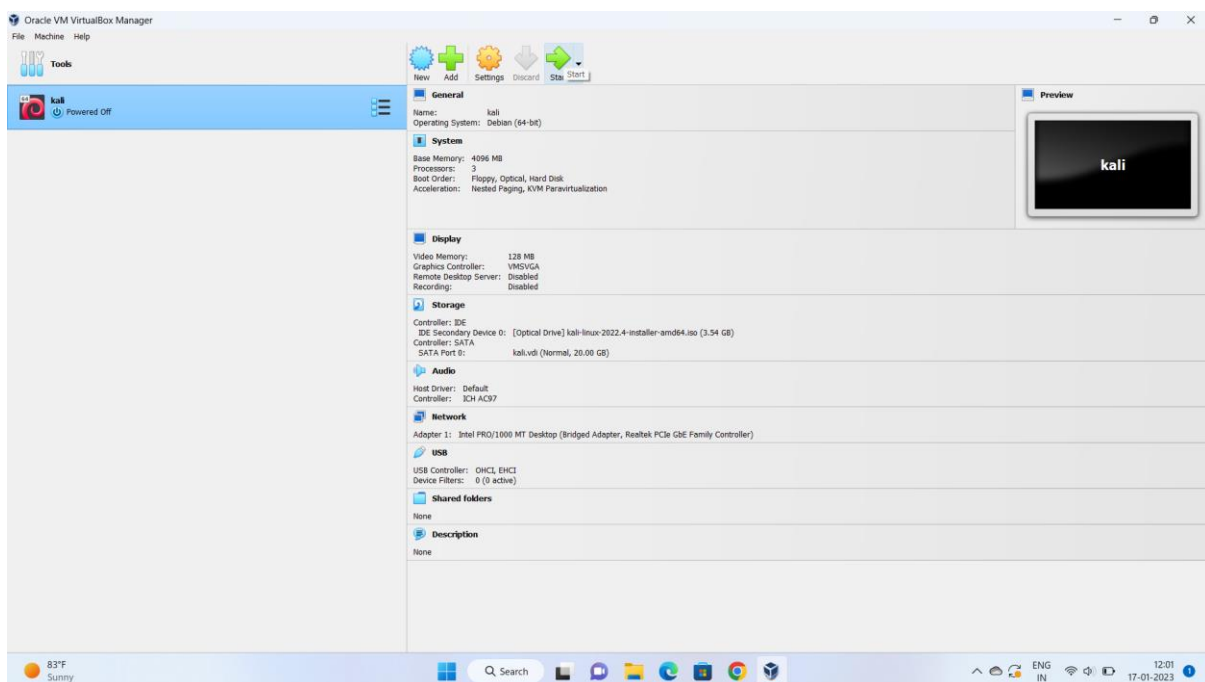 Oracle VM VirtualBox Manager
File Machine Help
Tools
64
kali
Powered Off
New Add Settings Discard Sta Start
General
Name: kali
Operating System: Debian (64-bit)
System
Base Memory: 4096 MB
Processors: 3
Boot Order: Floppy, Optical, Hard Disk
Acceleration: Nested Paging, KVM Paravirtualization
Preview
kali
Display
Video Memory: 128 MB
Graphics Controller: VMSVGA
Remote Desktop Server: Disabled
Recording: Disabled
Storage
Controller: IDE
IDE Secondary Device 0: [Optical Drive] kali-linux-2022.4-installer-amd64.iso (3.54 GB)
Controller: SATA
SATA Port 0: kali.vdi (Normal, 20.00 GB)
Audio
Host Driver: Default
Controller: ICH AC97
Network
Adapter 1: Intel PRO/1000 MT Desktop (Bridged Adapter, Realtek PCIe GbE Family Controller)
USB
USB Controller: OHCI, EHCI
Device Filters: 0 (0 active)
Shared folders
None
Description
None
83°F
Sunny
Search
ENG
IN
12:01
17-01-2023
1